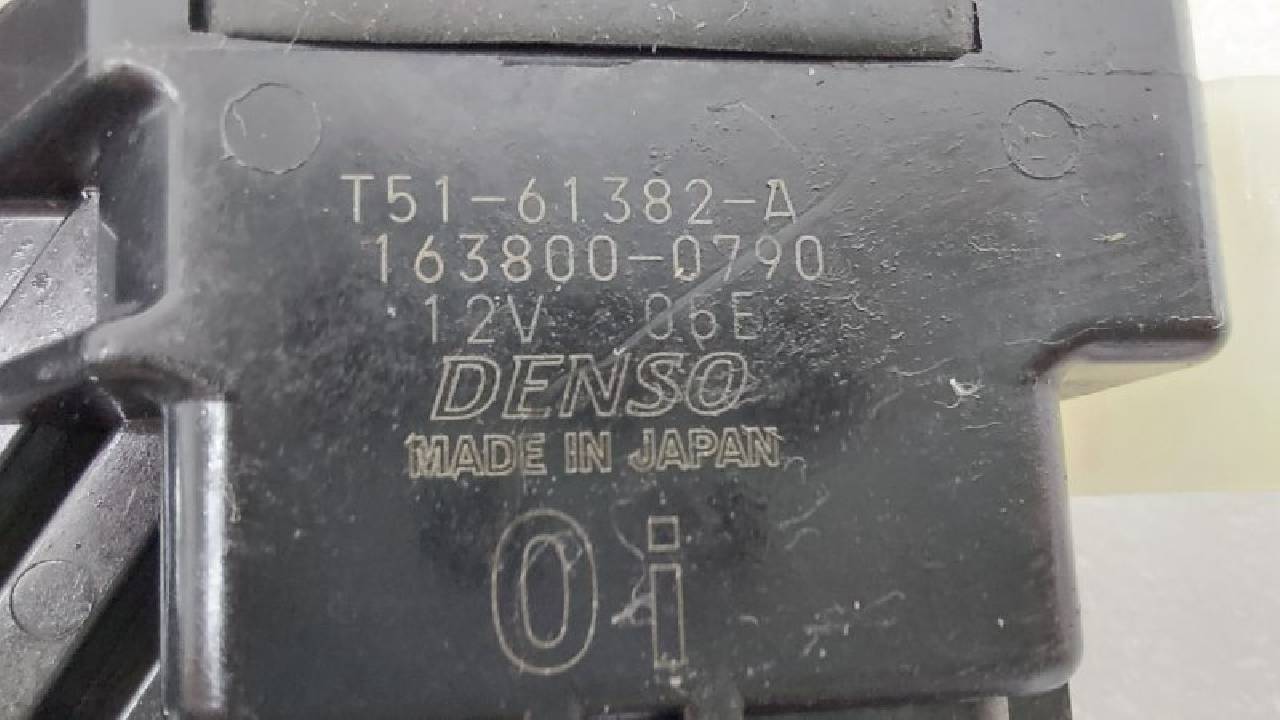 T51-61382-A
163800-0790
12V 06E
DENSO
MADE IN JAPAN
0i